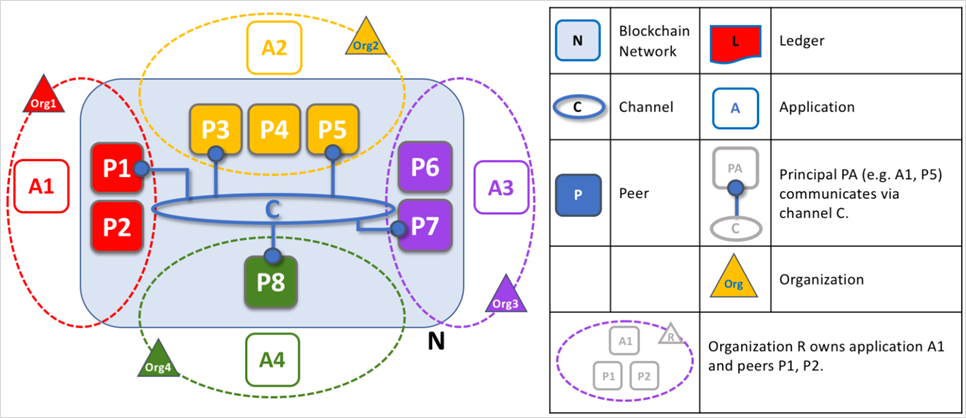 A2
Org2
Org1
P3
P4
P5
A1
P1
P6
A3
P2
C
P7
P8
Org3
N
Org4
A4
N
Blockchain
Network
L
Ledger
C
Channel
A
Application
P
Peer
PA
C
Principal PA (e.g. A1, P5)
communicates via
channel C.
Org
Organization
A1
R
P1
P2
Organization R owns application A1
and peers P1, P2.